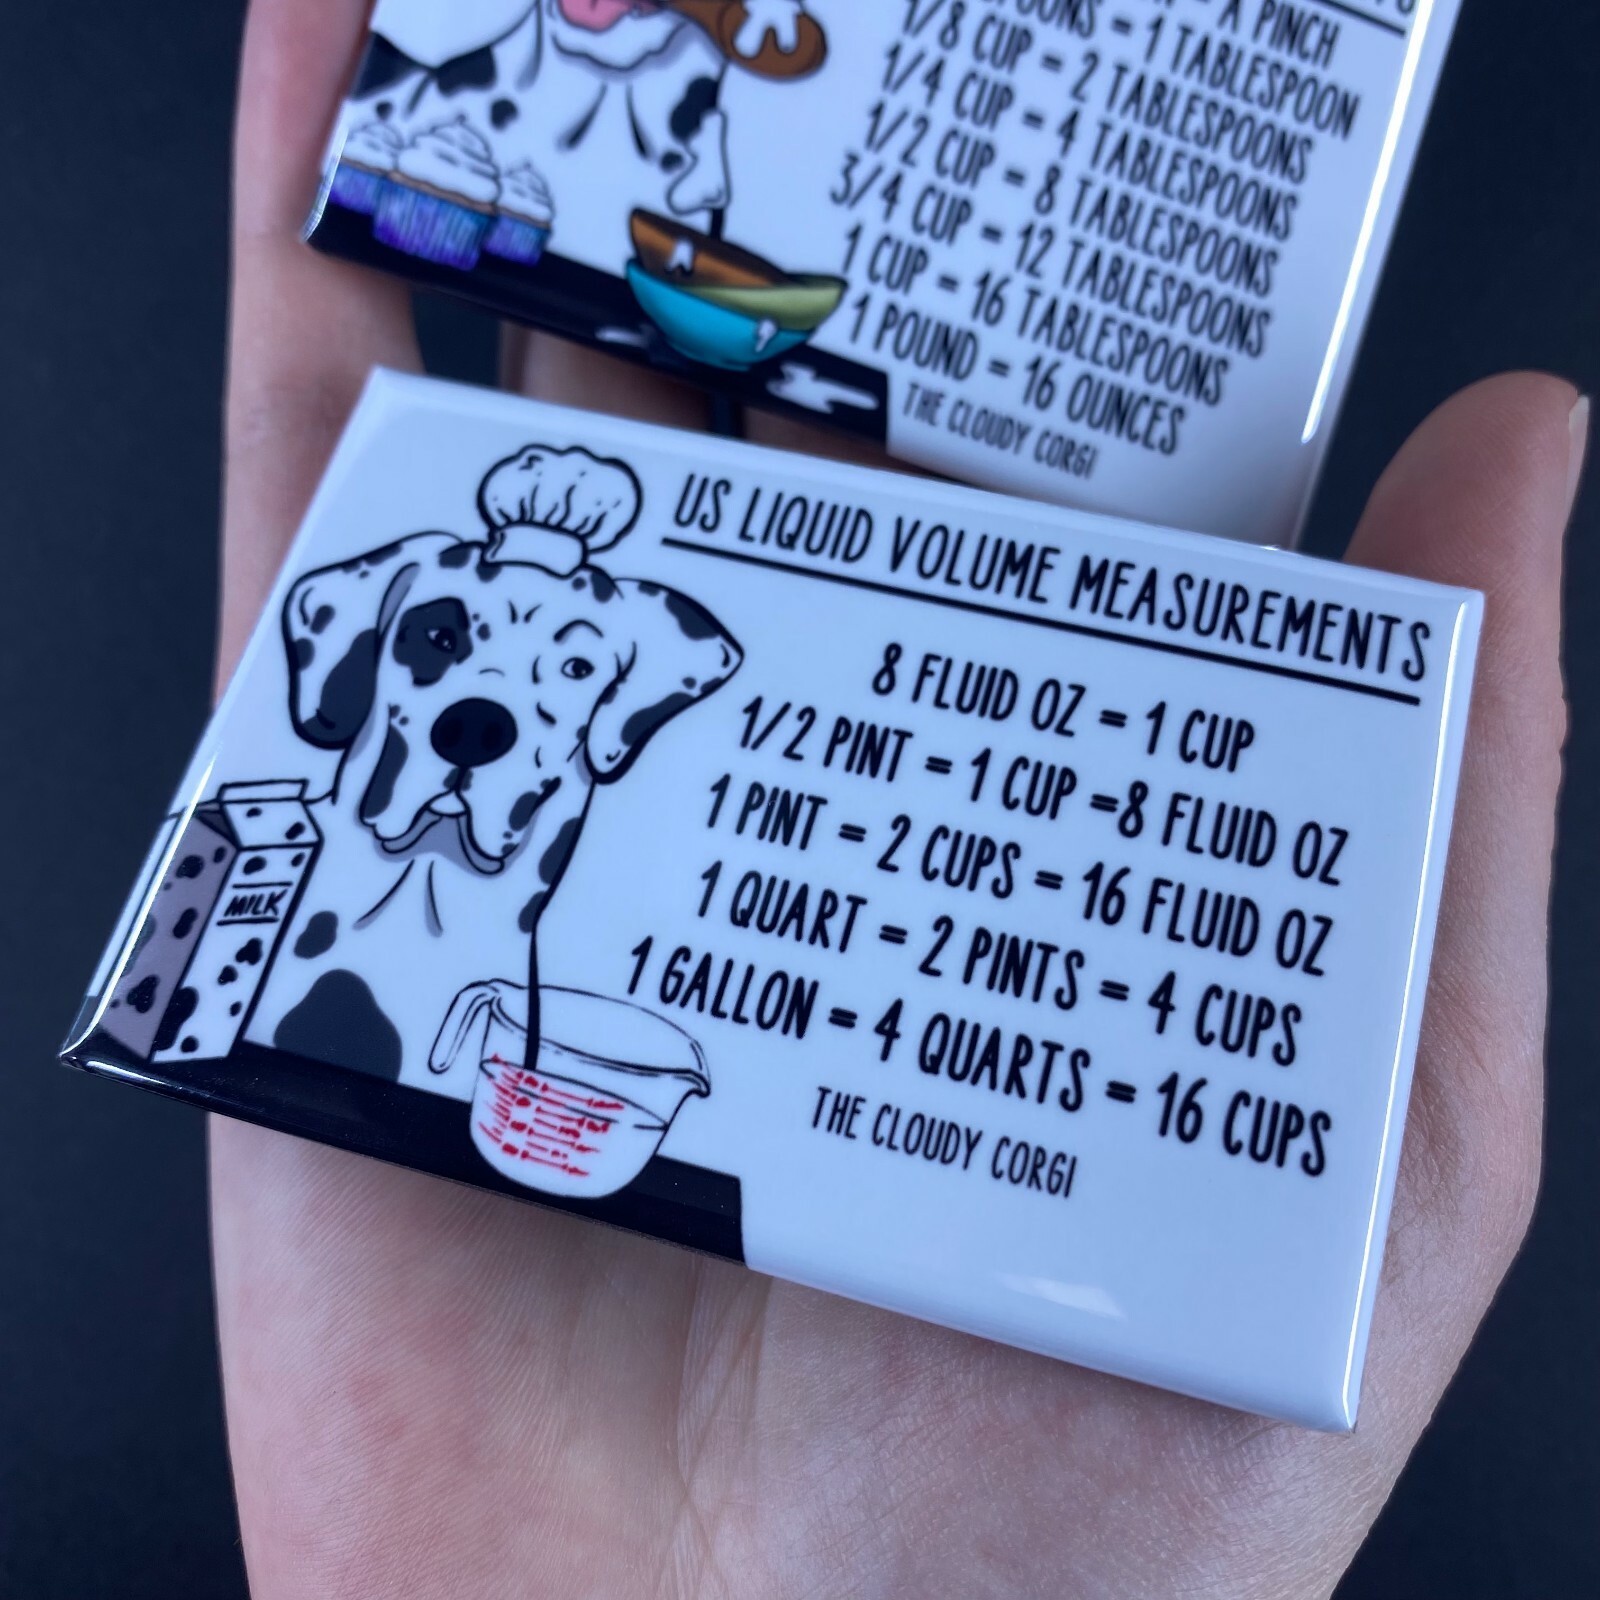 A PINCH
= 1 TABLESPOON
1/8 CUP = 2 TABLESPOONS
1/4 CUP = 4 TABLESPOONS
1/2 CUP = 8 TABLESPOONS
3/4 CUP = 12 TABLESPOONS
1 CUP = 16 TABLESPOONS
1 POUND = 16 OUNCES
THE CLOUDY CORGI
US LIQUID VOLUME MEASUREMENTS
8 FLUID OZ = 1 CUP
1/2 PINT = 1 CUP =8 FLUID OZ
1 PINT = 2 CUPS = 16 FLUID OZ
1 QUART = 2 PINTS = 4 CUPS
1 GALLON = 4 QUARTS = 16 CUPS
THE CLOUDY CORGI
MILK